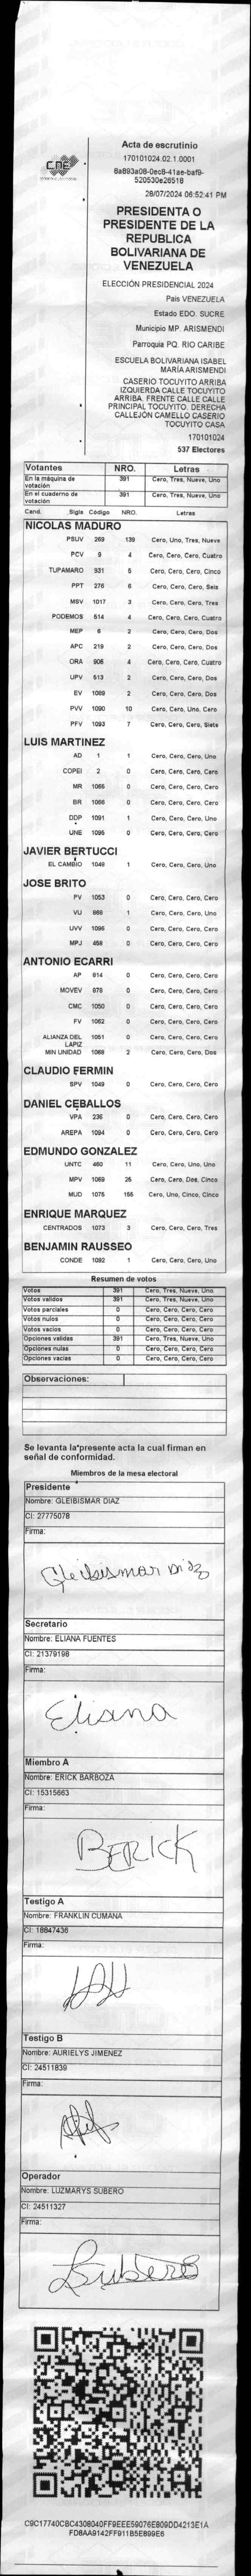 CNE
Acta de escrutinio
170101024.02.1.0001
8a893a08-0ec8-41ae-baf9-
520530e26518
28/07/2024 06:52:41 PM
PRESIDENTA O
PRESIDENTE DE LA
REPUBLICA
BOLIVARIANA DE
VENEZUELA
ELECCIÓN PRESIDENCIAL 2024
Pais VENEZUELA
Estado EDO. SUCRE
Municipio MP. ARISMENDI
Parroquia PQ. RIO CARIBE
ESCUELA BOLIVARIANA ISABEL
MARÍA ARISMENDI
CASERIO TOCUYITO ARRIBA
IZQUIERDA CALLE TOCUYITO
ARRIBA. FRENTE CALLE CALLE
PRINCIPAL TOCUYITO. DERECHA
CALLEJÓN CAMELLO CASERIO
TOCUYITO CASA
170101024
537 Electores
Votantes NRO. Letras
En la máquina de votación 391 Cero, Tres, Nueve, Uno
En el cuaderno de votación 391 Cero, Tres, Nueve, Uno
Cand. Sigla Código NRO. Letras
NICOLAS MADURO
PSUV 269 139 Cero, Uno, Tres, Nueve
PCV 9 4 Cero, Cero, Cero, Cuatro
TUPAMARO 931 5 Cero, Cero, Cero, Cinco
PPT 276 6 Cero, Cero, Cero, Seis
MSV 1017 3 Cero, Cero, Cero, Tres
PODEMOS 514 4 Cero, Cero, Cero, Cuatro
MEP 6 2 Cero, Cero, Cero, Dos
APC 219 2 Cero, Cero, Cero, Dos
ORA 906 4 Cero, Cero, Cero, Cuatro
UPV 613 2 Cero, Cero, Cero, Dos
EV 1089 2 Cero, Cero, Cero, Dos
PVV 1090 10 Cero, Cero, Uno, Cero
PFV 1093 7 Cero, Cero, Cero, Siete
LUIS MARTINEZ
AD 1 1 Cero, Cero, Cero, Uno
COPEI 2 0 Cero, Cero, Cero, Cero
MR 1065 0 Cero, Cero, Cero, Cero
BR 1066 0 Cero, Cero, Cero, Cero
DDP 1091 1 Cero, Cero, Cero, Uno
UNE 1095 0 Cero, Cero, Cero, Cero
JAVIER BERTUCCI
EL CAMBIO 1048 1 Cero, Cero, Cero, Uno
JOSE BRITO
PV 1053 0 Cero, Cero, Cero, Cero
VU 868 1 Cero, Cero, Cero, Uno
UVV 1096 0 Cero, Cero, Cero, Cero
MPJ 458 0 Cero, Cero, Cero, Cero
ANTONIO ECARRI
AP 814 0 Cero, Cero, Cero, Cero
MOVEV 878 0 Cero, Cero, Cero, Cero
CMC 1050 0 Cero, Cero, Cero, Cero
FV 1062 0 Cero, Cero, Cero, Cero
ALIANZA DEL LAPIZ 1051 0 Cero, Cero, Cero, Cero
MIN UNIDAD 1068 2 Cero, Cero, Cero, Dos
CLAUDIO FERMIN
SPV 1049 0 Cero, Cero, Cero, Cero
DANIEL CEBALLOS
VPA 236 0 Cero, Cero, Cero, Cero
AREPA 1094 0 Cero, Cero, Cero, Cero
EDMUNDO GONZALEZ
UNTC 460 11 Cero, Cero, Uno, Uno
MPV 1069 25 Cero, Cero, Dos, Cinco
MUD 1075 155 Cero, Uno, Cinco, Cinco
ENRIQUE MARQUEZ
CENTRADOS 1073 3 Cero, Cero, Cero, Tres
BENJAMIN RAUSSEO
CONDE 1092 1 Cero, Cero, Cero, Uno
Resumen de votos
Votos 391 Cero, Tres, Nueve, Uno
Votos validos 391 Cero, Tres, Nueve, Uno
Votos parciales 0 Cero, Cero, Cero, Cero
Votos nulos 0 Cero, Cero, Cero, Cero
Votos vacios 0 Cero, Cero, Cero, Cero
Opciones validas 391 Cero, Tres, Nueve, Uno
Opciones nulas 0 Cero, Cero, Cero, Cero
Opciones vacias 0 Cero, Cero, Cero, Cero
Observaciones:
Se levanta la presente acta la cual firman en
señal de conformidad.
Miembros de la mesa electoral
Presidente
Nombre: GLEIBISMAR DIAZ
CI: 27775078
Firma:
Gleibismar Diaz
Secretario
Nombre: ELIANA FUENTES
CI: 21379198
Firma:
Eliana
Miembro A
Nombre: ERICK BARBOZA
CI: 15315663
Firma:
BERICK
Testigo A
Nombre: FRANKLIN CUMANA
CI: 18847436
Firma:
Testigo B
Nombre: AURIELYS JIMENEZ
CI: 24511839
Firma:
Operador
Nombre: LUZMARYS SUBERO
CI: 24511327
Firma:
Subero
C9C17740CBC4308040FF9EEE59076E809DD4213E1A
FD8AA9142FF911B5E899E6